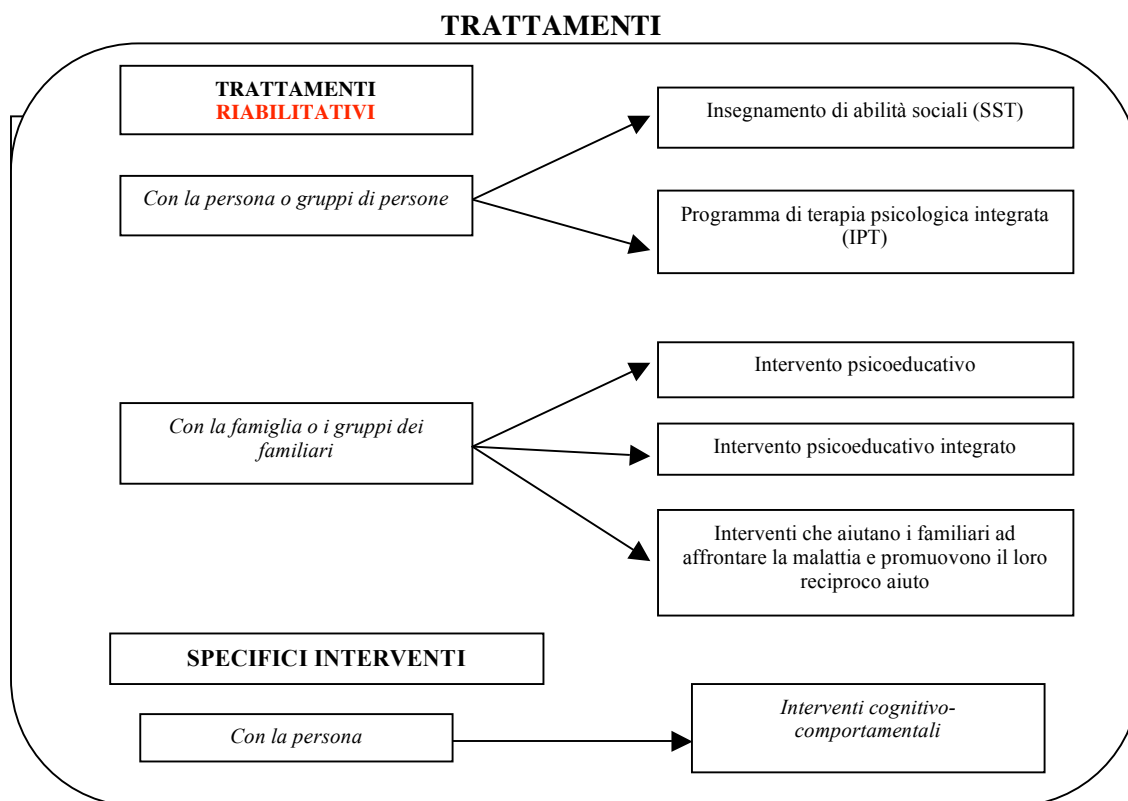 TRATTAMENTI
TRATTAMENTI
RIABILITATIVI
Insegnamento di abilità sociali (SST)
Con la persona o gruppi di persone
Programma di terapia psicologica integrata
(IPT)
Intervento psicoeducativo
Con la famiglia o i gruppi dei
familiari
Intervento psicoeducativo integrato
Interventi che aiutano i familiari ad
affrontare la malattia e promuovono il loro
reciproco aiuto
SPECIFICI INTERVENTI
Con la persona
Interventi cognitivo-
comportamentali